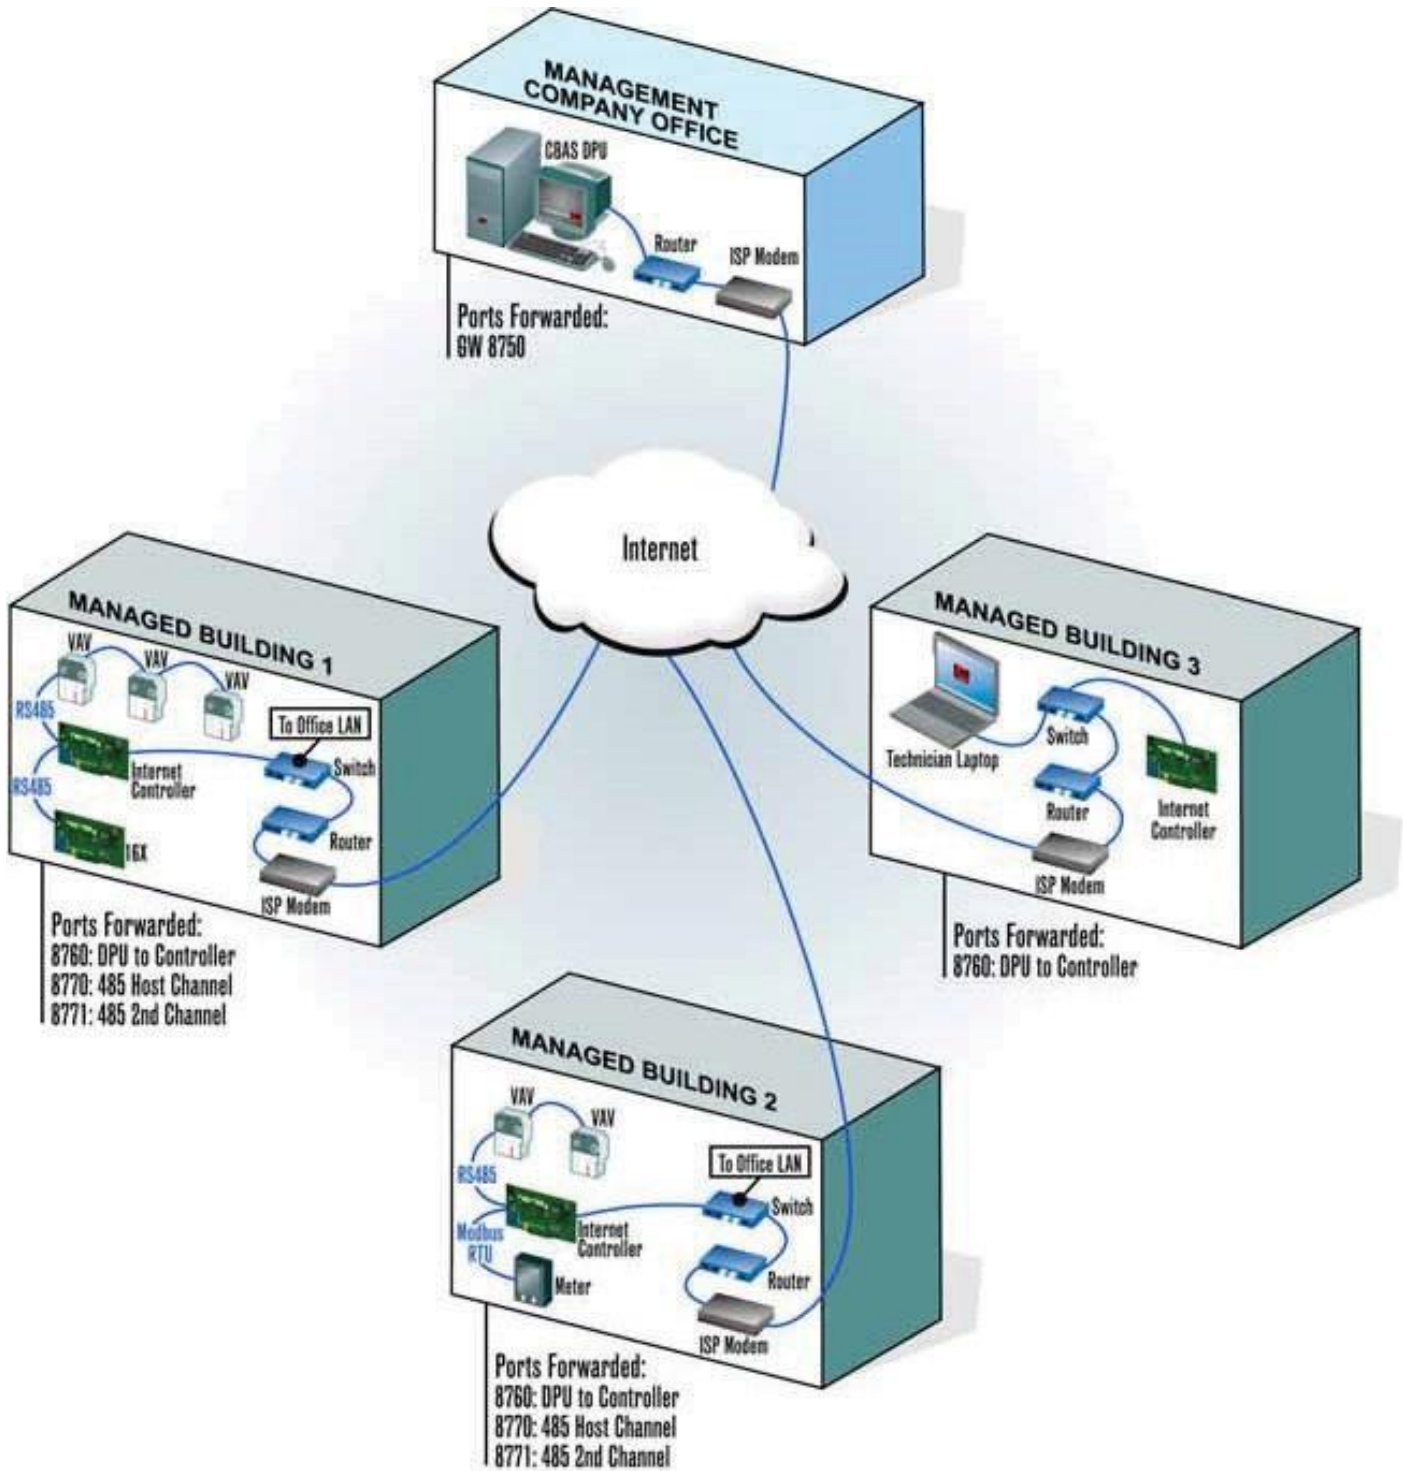 MANAGEMENT
COMPANY OFFICE
CBAS DPU
Router
ISP Modem
Ports Forwarded:
GW 8750
Internet
MANAGED BUILDING 1
VAV
VAV
VAV
RS485
To Office LAN
Switch
Internet
Controller
RS485
Router
16X
ISP Modem
Ports Forwarded:
8760: DPU to Controller
8770: 485 Host Channel
8771: 485 2nd Channel
MANAGED BUILDING 3
Switch
Technician Laptop
Router
Internet
Controller
ISP Modem
Ports Forwarded:
8760: DPU to Controller
MANAGED BUILDING 2
VAV
VAV
RS485
To Office LAN
Switch
Modbus
RTU
Internet
Controller
Router
Meter
ISP Modem
Ports Forwarded:
8760: DPU to Controller
8770: 485 Host Channel
8771: 485 2nd Channel